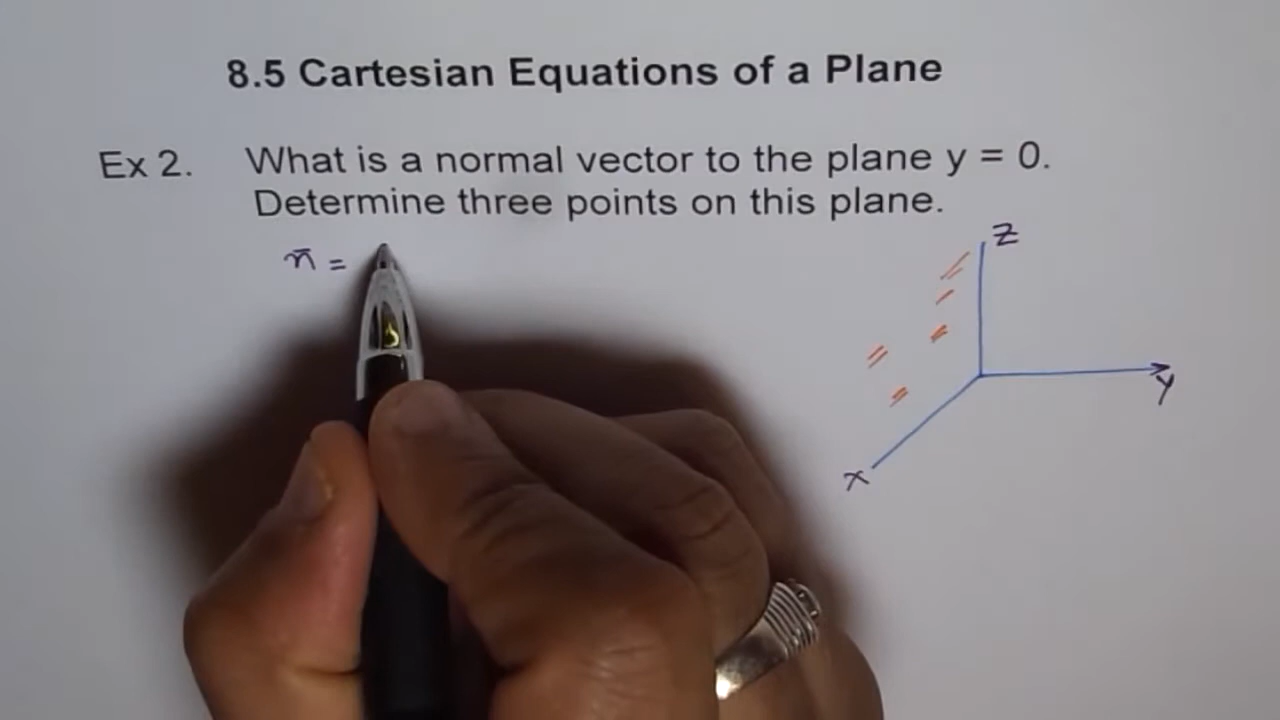 8.5 Cartesian Equations of a Plane
Ex 2. What is a normal vector to the plane y = 0.
Determine three points on this plane.
n̄ =
z
y
x